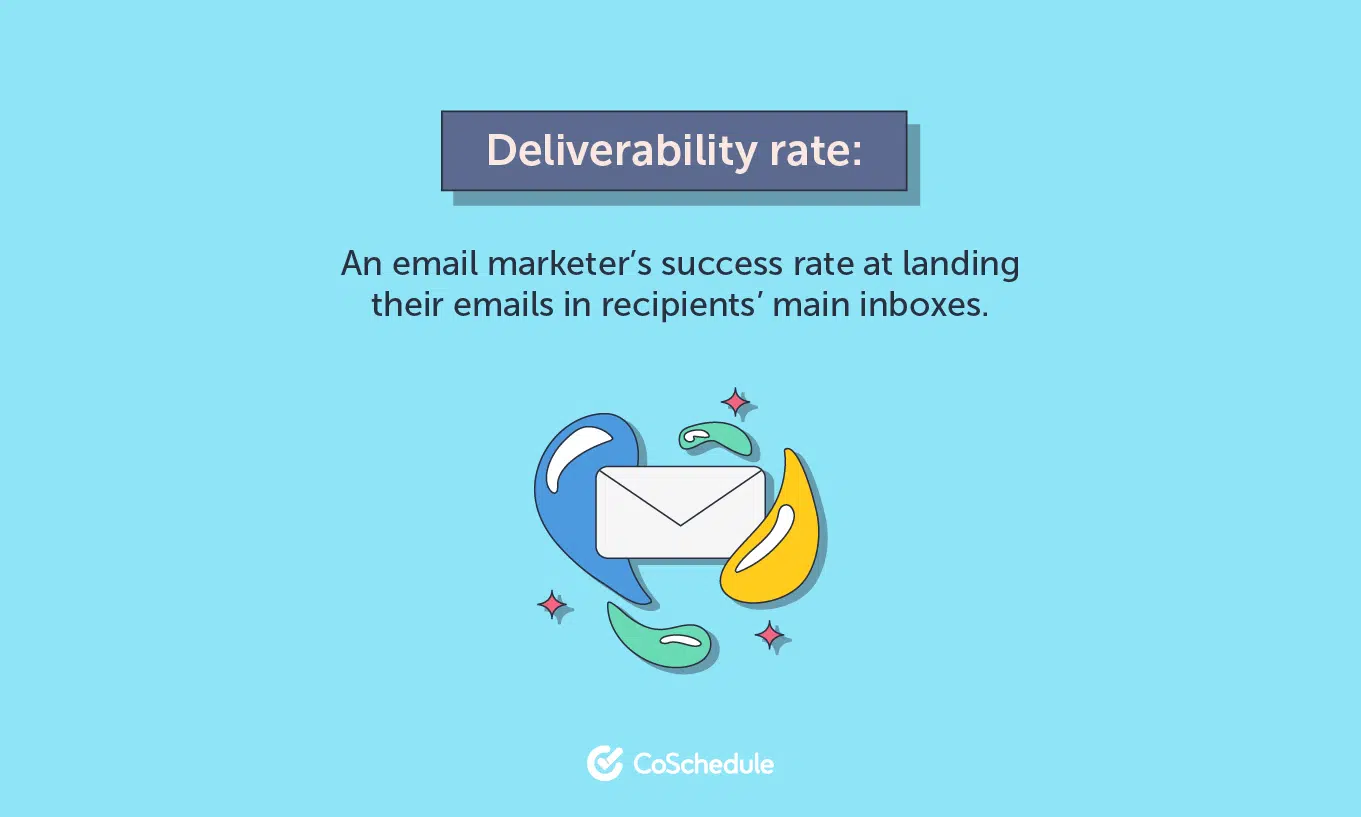 Deliverability rate:
An email marketer’s success rate at landing
their emails in recipients’ main inboxes.
CoSchedule